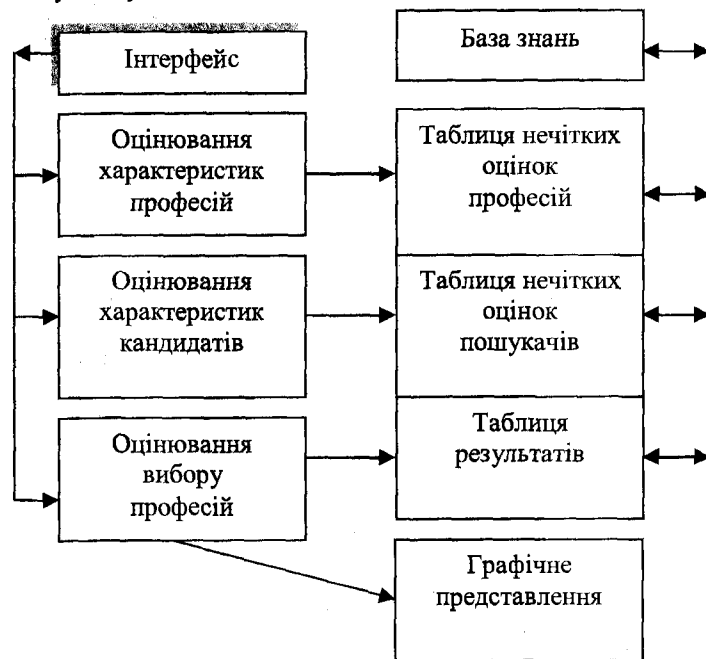 Інтерфейс
База знань
Оцінювання
характеристик
професій
Таблиця нечітких
оцінок
професій
Оцінювання
характеристик
кандидатів
Таблиця нечітких
оцінок
пошукачів
Оцінювання
вибору
професій
Таблиця
результатів
Графічне
представлення